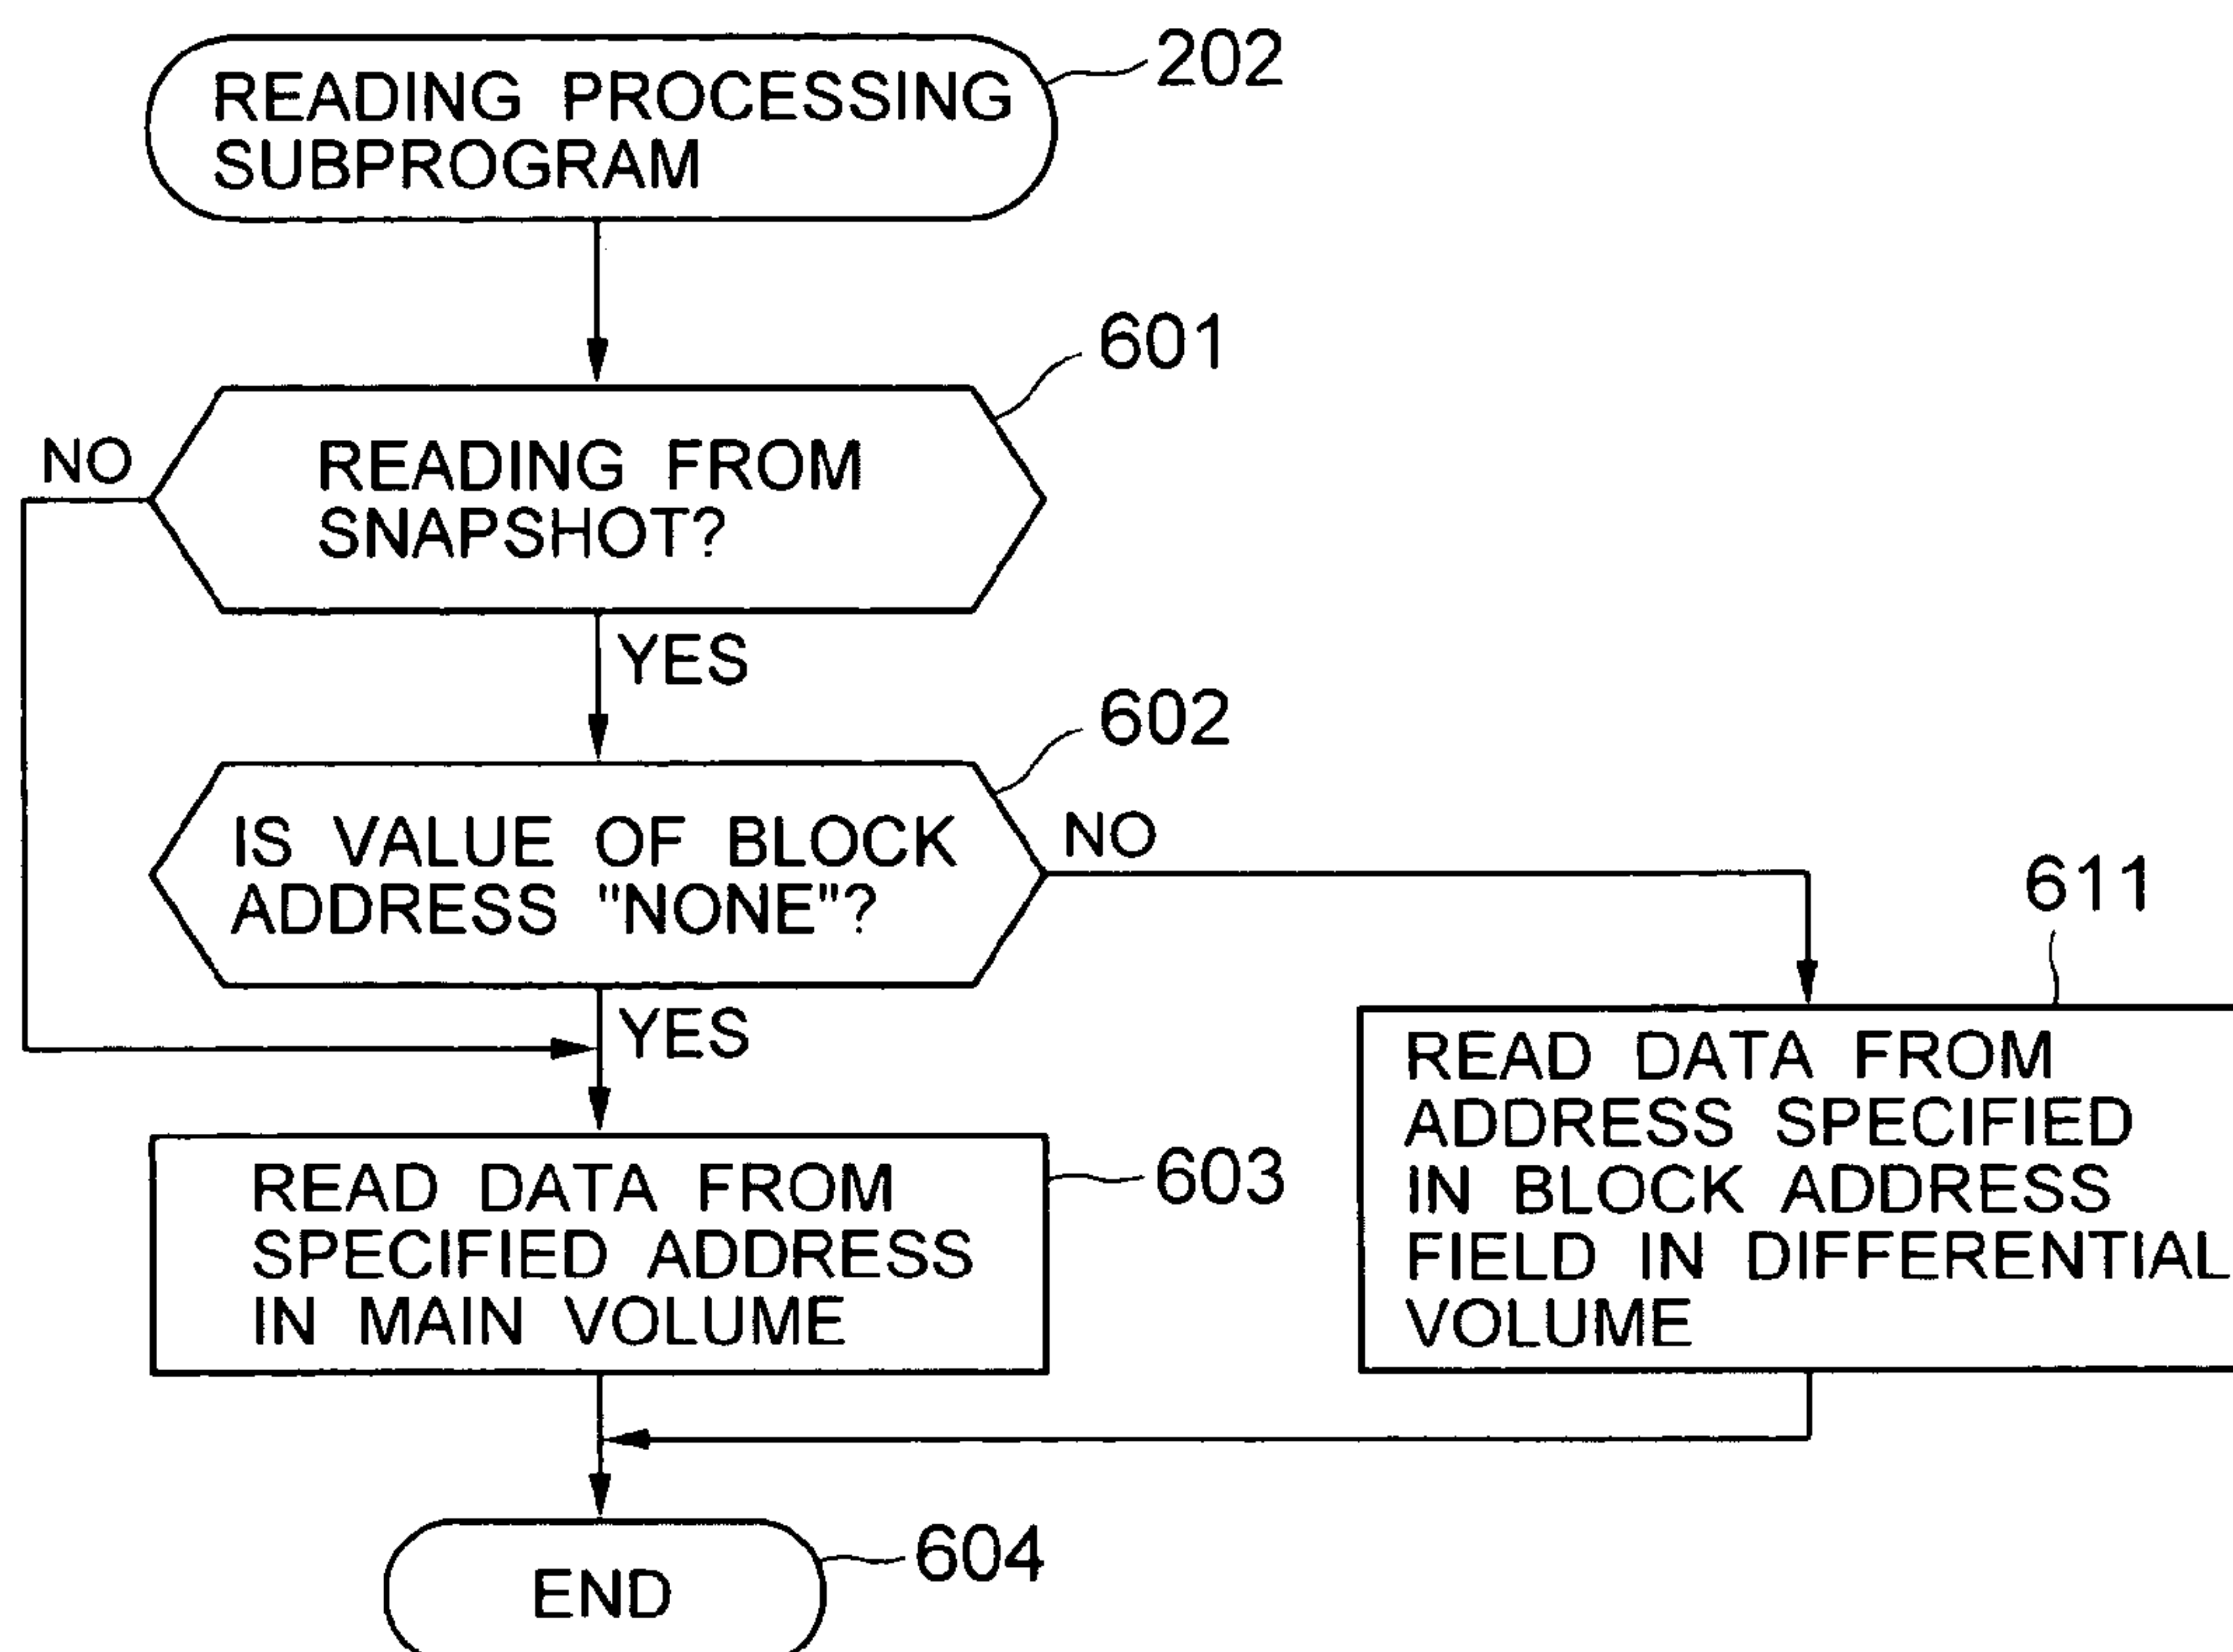 READING PROCESSING
SUBPROGRAM
202
601
NO
READING FROM
SNAPSHOT?
YES
602
IS VALUE OF BLOCK
ADDRESS "NONE"?
NO
611
YES
READ DATA FROM
ADDRESS SPECIFIED
IN BLOCK ADDRESS
FIELD IN DIFFERENTIAL
VOLUME
READ DATA FROM
SPECIFIED ADDRESS
IN MAIN VOLUME
603
END
604